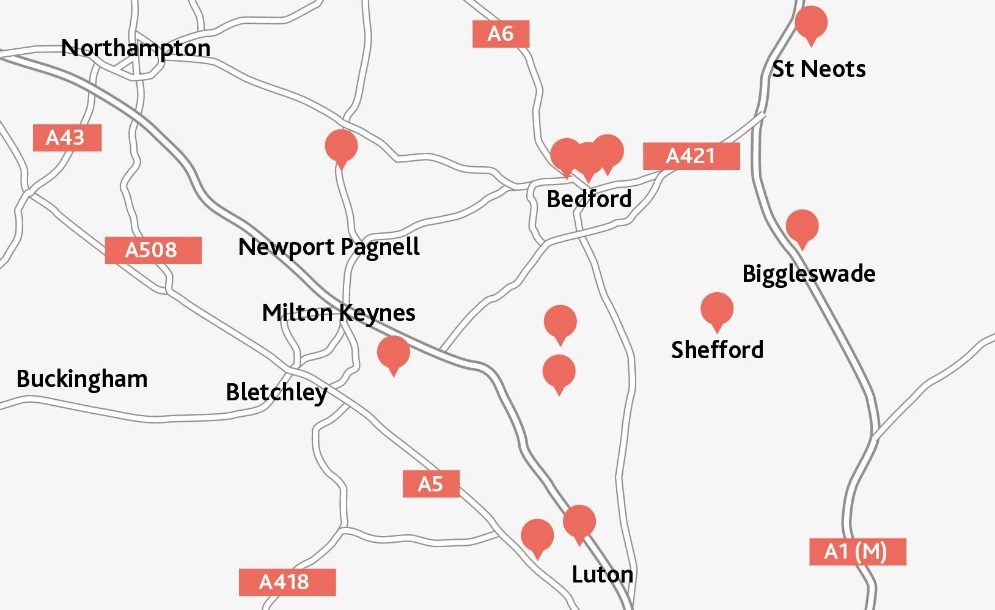 A6
Northampton
St Neots
A43
A421
Bedford
A508
Newport Pagnell
Biggleswade
Milton Keynes
Shefford
Buckingham
Bletchley
A5
A1 (M)
Luton
A418